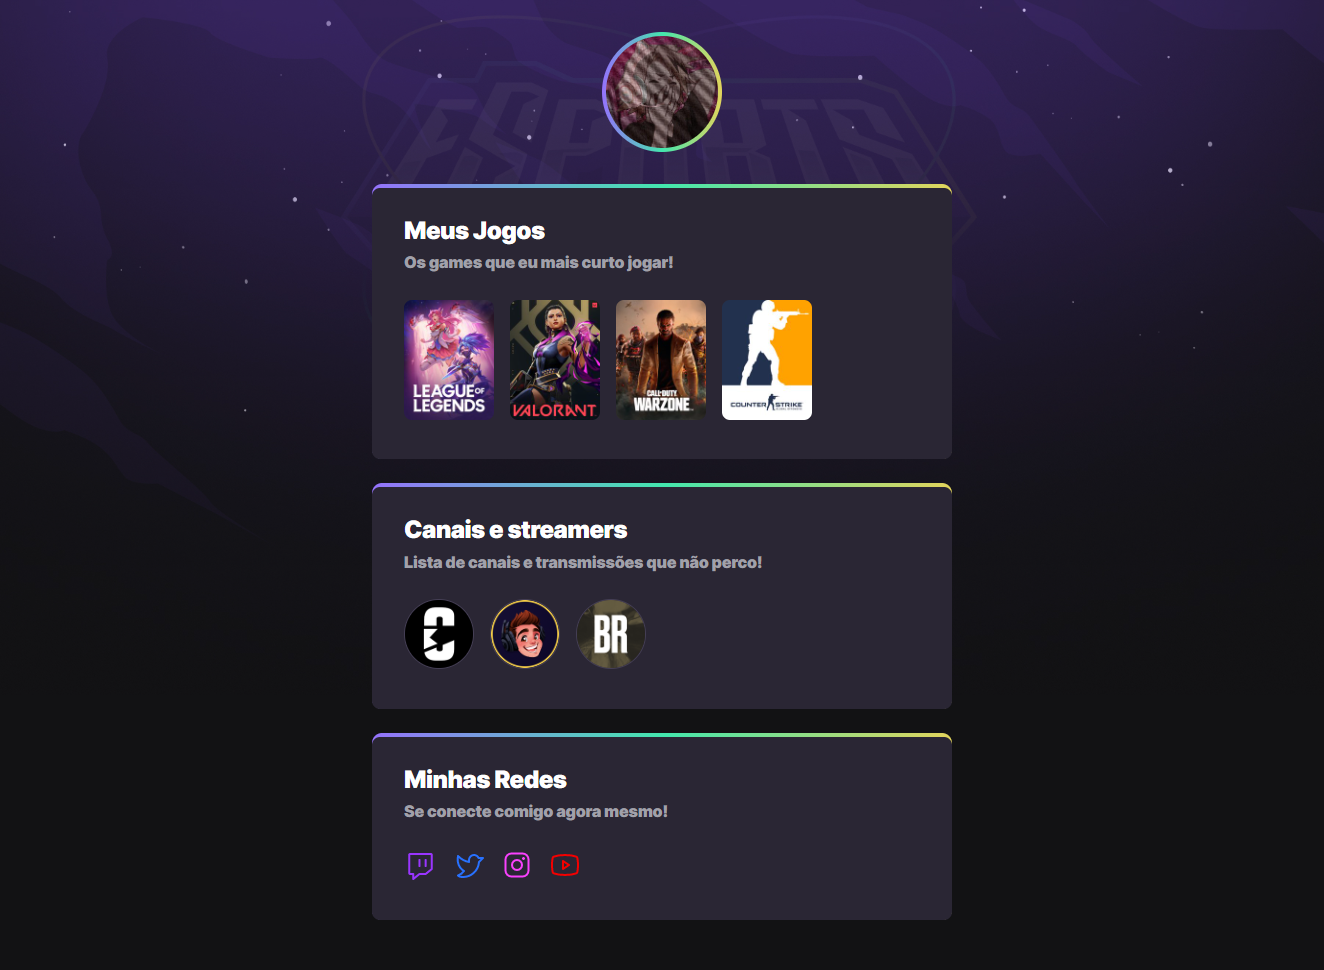 ESPORTS
Meus Jogos
Os games que eu mais curto jogar!
LEAGUE OF
LEGENDS
VALORANT
CALL OF DUTY
WARZONE
COUNTER STRIKE
Canais e streamers
Lista de canais e transmissões que não perco!
BR
Minhas Redes
Se conecte comigo agora mesmo!